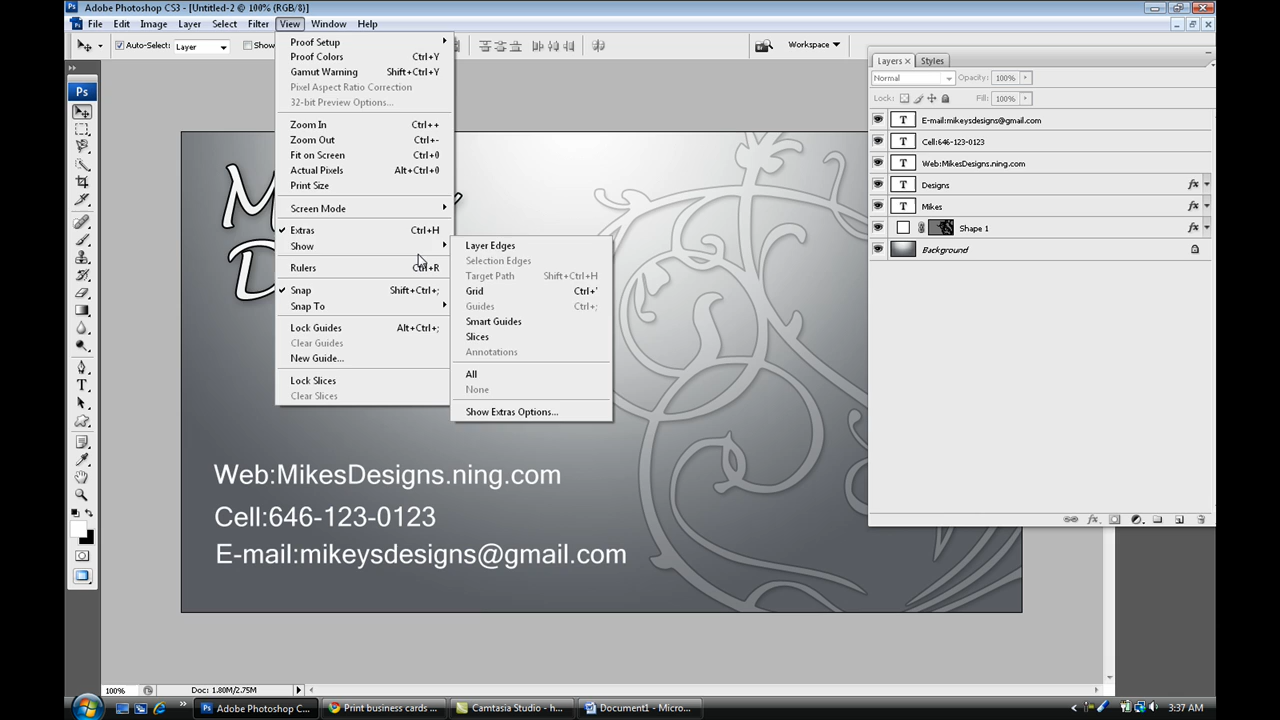 Adobe Photoshop CS3 - [Untitled-2 @ 100% (RGB/8)]
File Edit Image Layer Select Filter View Window Help
Auto-Select: Layer Show Workspace
Proof Setup
Proof Colors Ctrl+Y
Gamut Warning Shift+Ctrl+Y
Pixel Aspect Ratio Correction
32-bit Preview Options...
Zoom In Ctrl++
Zoom Out Ctrl+-
Fit on Screen Ctrl+0
Actual Pixels Alt+Ctrl+0
Print Size
Screen Mode
Extras Ctrl+H
Show
Rulers Ctrl+R
Snap Shift+Ctrl+;
Snap To
Lock Guides Alt+Ctrl+;
Clear Guides
New Guide...
Lock Slices
Clear Slices
Layer Edges
Selection Edges
Target Path Shift+Ctrl+H
Grid Ctrl+'
Guides Ctrl+;
Smart Guides
Slices
Annotations
All
None
Show Extras Options...
Layers × Styles
Normal Opacity: 100%
Lock: Fill: 100%
T E-mail:mikeysdesigns@gmail.com
T Cell:646-123-0123
T Web:MikesDesigns.ning.com
T Designs fx
T Mikes fx
Shape 1 fx
Background
fx.
Ps
T
M
D
Web:MikesDesigns.ning.com
Cell:646-123-0123
E-mail:mikeysdesigns@gmail.com
100% Doc: 1.80M/2.75M
Ps Adobe Photoshop C... Print business cards ... Camtasia Studio - h... Document1 - Micro... 3:37 AM